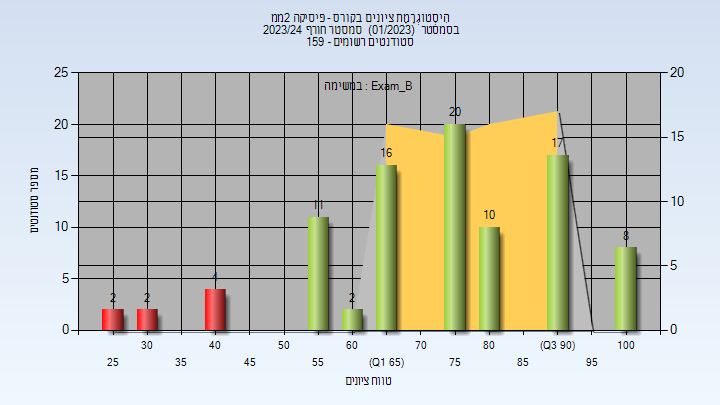 היסטוגרמת ציונים בקורס - פיסיקה 2ממ
בסמסטר (01/2023) סמסטר חורף 2023/24
סטודנטים רשומים - 159
במשימה : Exam_B
25 20 15 10 5 0
מספר סטודנטים
20 15 10 5 0
2 2 4 11 2 16 20 10 17 8
30 40 50 60 (Q1 65) 70 80 (Q3 90) 100
25 35 45 55 75 85 95
טווח ציונים